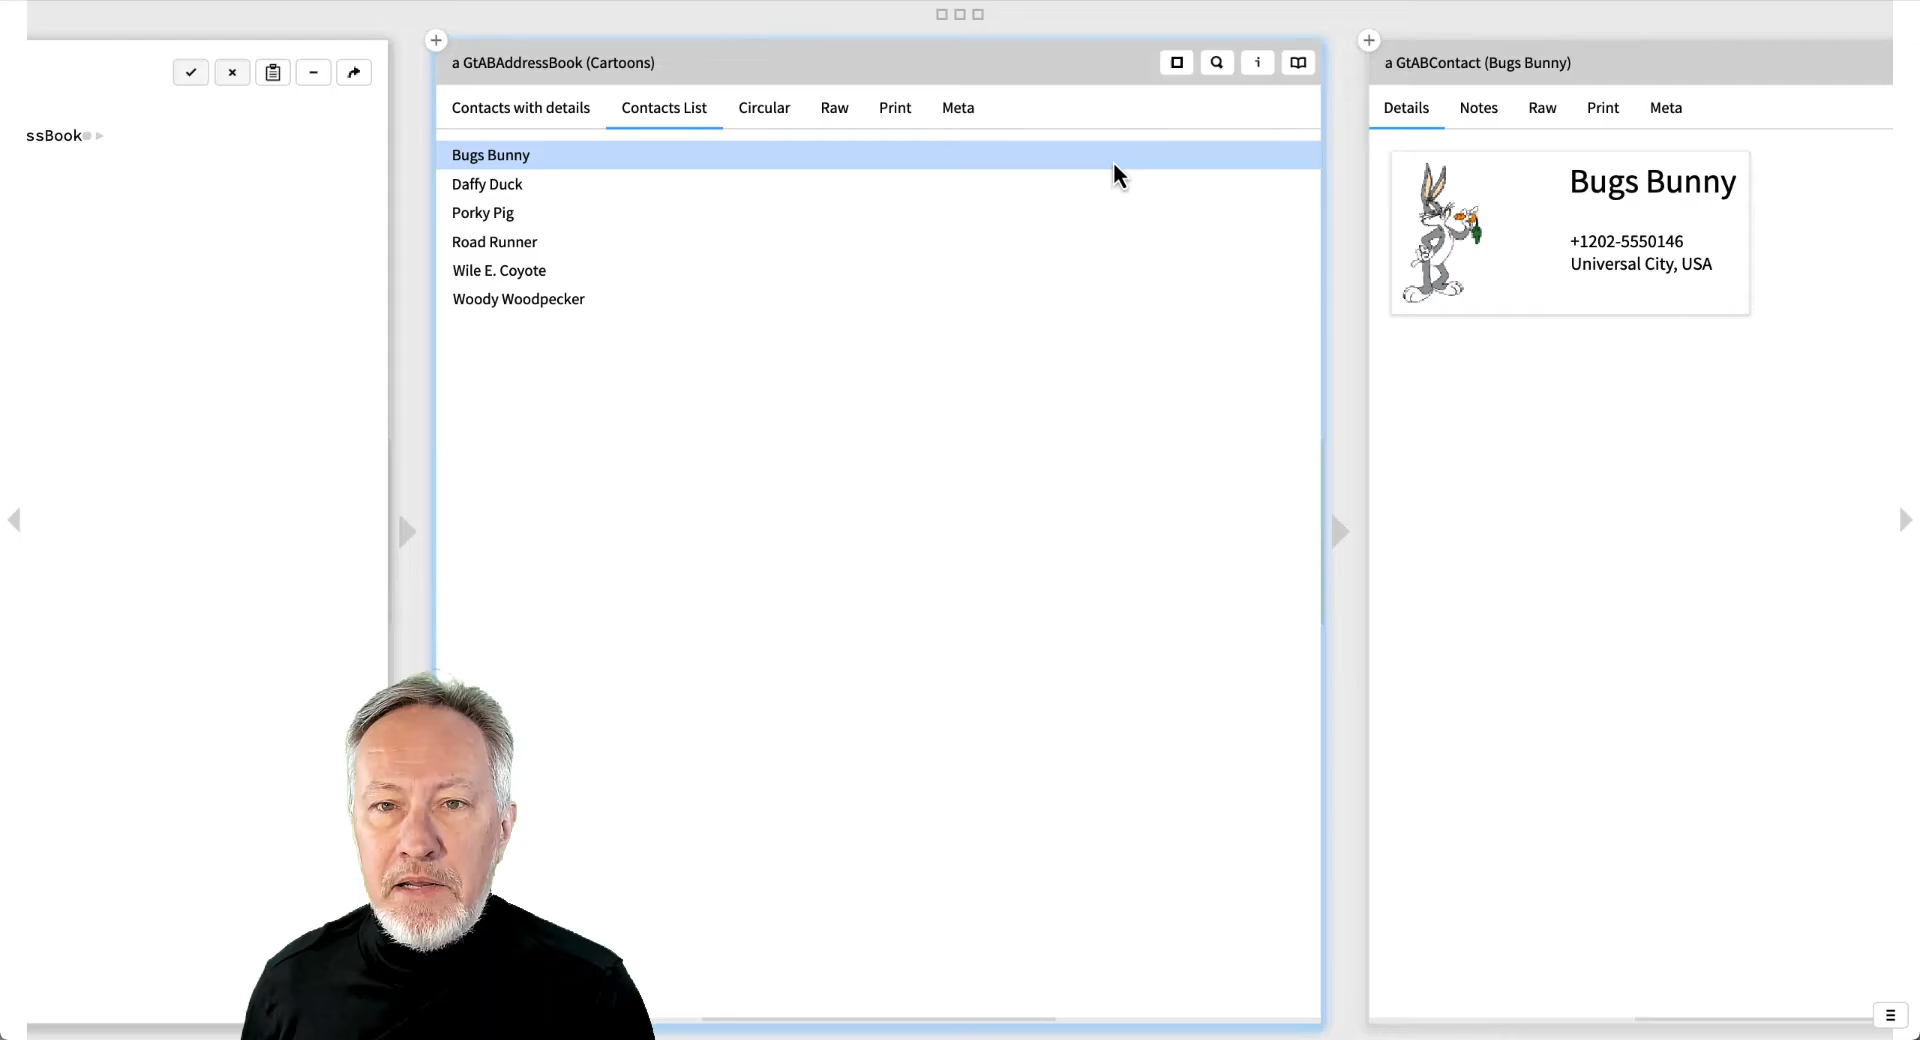 ssBook
a GtABAddressBook (Cartoons)
Contacts with details Contacts List Circular Raw Print Meta
Bugs Bunny
Daffy Duck
Porky Pig
Road Runner
Wile E. Coyote
Woody Woodpecker
a GtABContact (Bugs Bunny)
Details Notes Raw Print Meta
Bugs Bunny
+1202-5550146
Universal City, USA